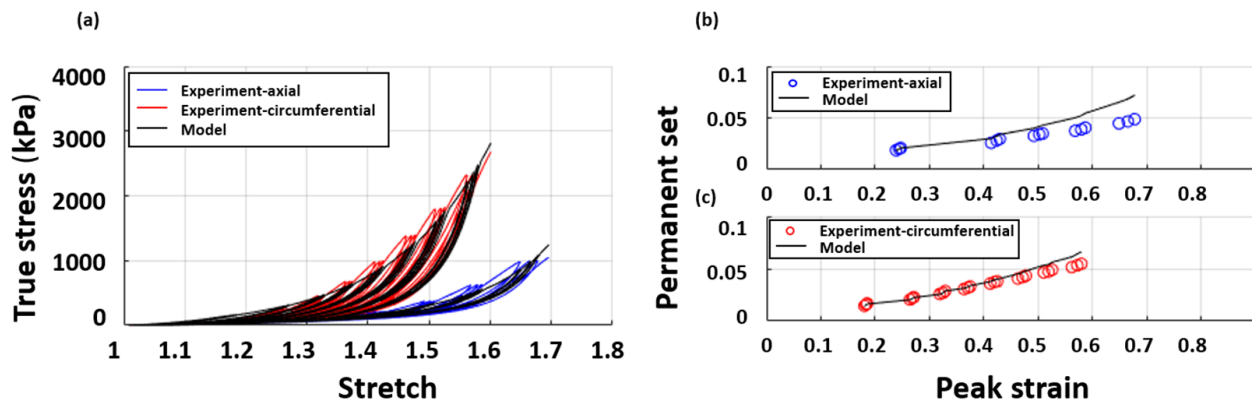 (a)
True stress (kPa)
4000
3000
2000
1000
0
Experiment-axial
Experiment-circumferential
Model
1 1.1 1.2 1.3 1.4 1.5 1.6 1.7 1.8
Stretch
(b)
Permanent set
0.1
0.05
0
Experiment-axial
Model
0 0.1 0.2 0.3 0.4 0.5 0.6 0.7 0.8
(c)
0.1
0.05
0
Experiment-circumferential
Model
0 0.1 0.2 0.3 0.4 0.5 0.6 0.7 0.8
Peak strain